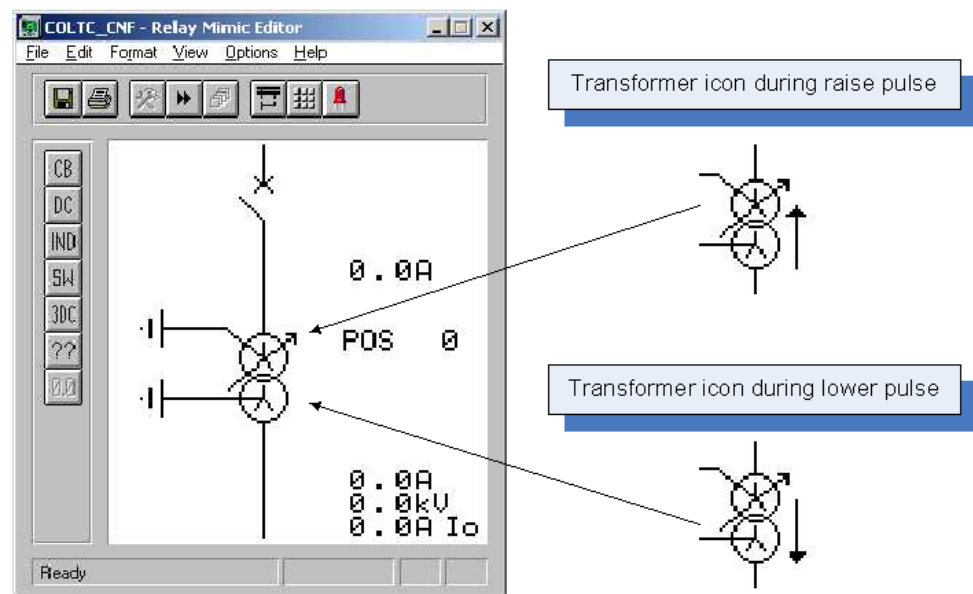 COLTC_CNF - Relay Mimic Editor
File Edit Format View Options Help
CB
DC
IND
SW
3DC
??
0.0
0.0A
POS 0
0.0A
0.0kV
0.0A Io
Ready
Transformer icon during raise pulse
Transformer icon during lower pulse